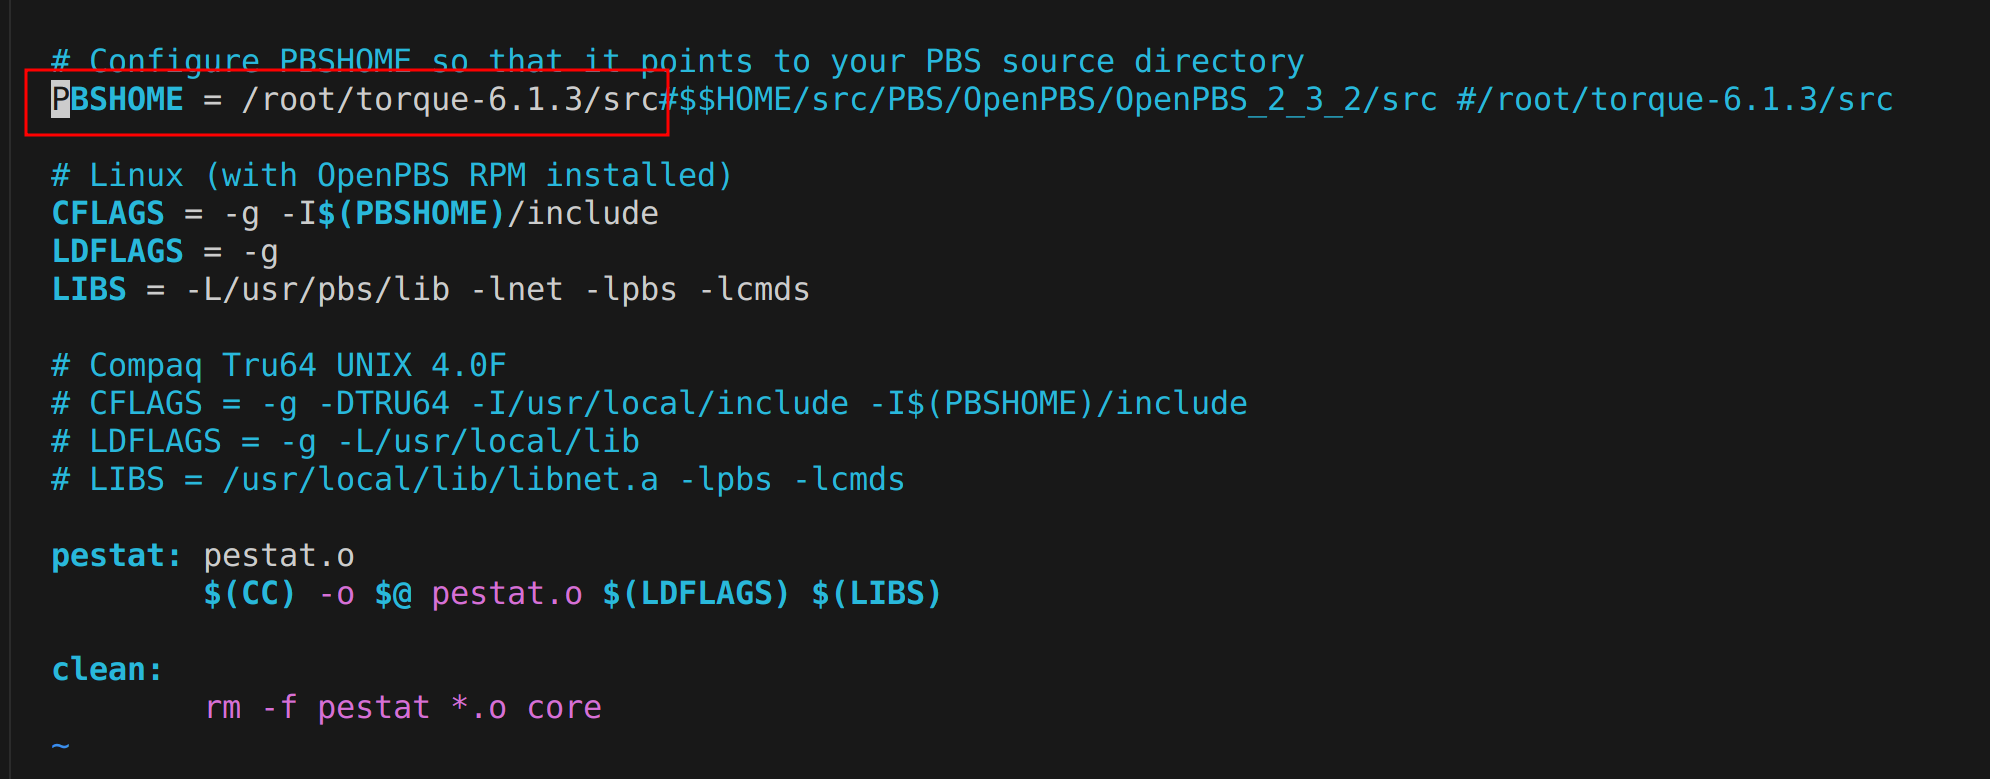 # Configure PBSHOME so that it points to your PBS source directory
PBSHOME = /root/torque-6.1.3/src#$$HOME/src/PBS/OpenPBS/OpenPBS_2_3_2/src #/root/torque-6.1.3/src
# Linux (with OpenPBS RPM installed)
CFLAGS = -g -I$(PBSHOME)/include
LDFLAGS = -g
LIBS = -L/usr/pbs/lib -lnet -lpbs -lcmds
# Compaq Tru64 UNIX 4.0F
# CFLAGS = -g -DTRU64 -I/usr/local/include -I$(PBSHOME)/include
# LDFLAGS = -g -L/usr/local/lib
# LIBS = /usr/local/lib/libnet.a -lpbs -lcmds
pestat: pestat.o
$(CC) -o $@ pestat.o $(LDFLAGS) $(LIBS)
clean:
rm -f pestat *.o core
~